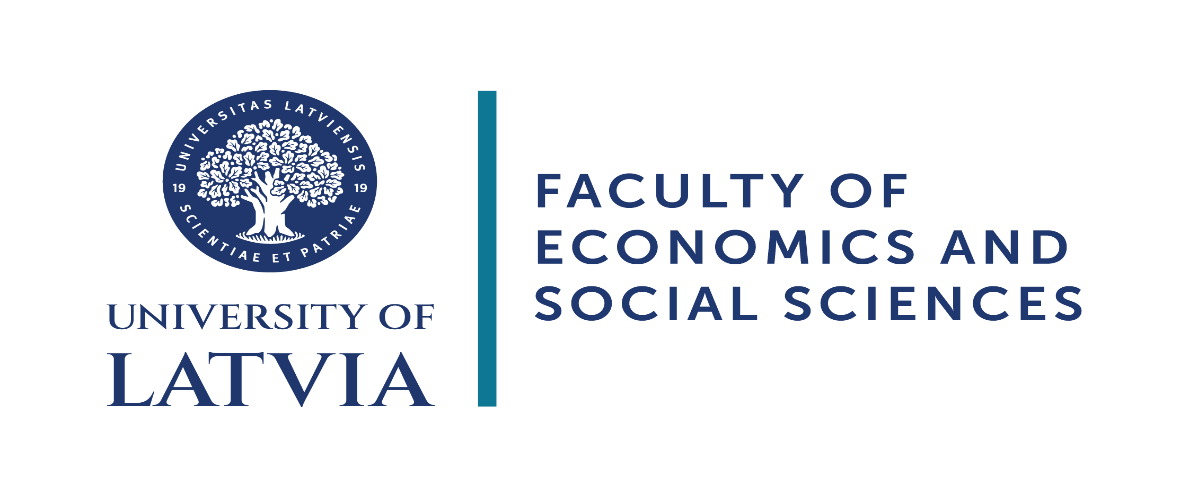 UNIVERSITAS LATVIENSIS
19 19
SCIENTIAE ET PATRIAE
UNIVERSITY OF
LATVIA
FACULTY OF
ECONOMICS AND
SOCIAL SCIENCES